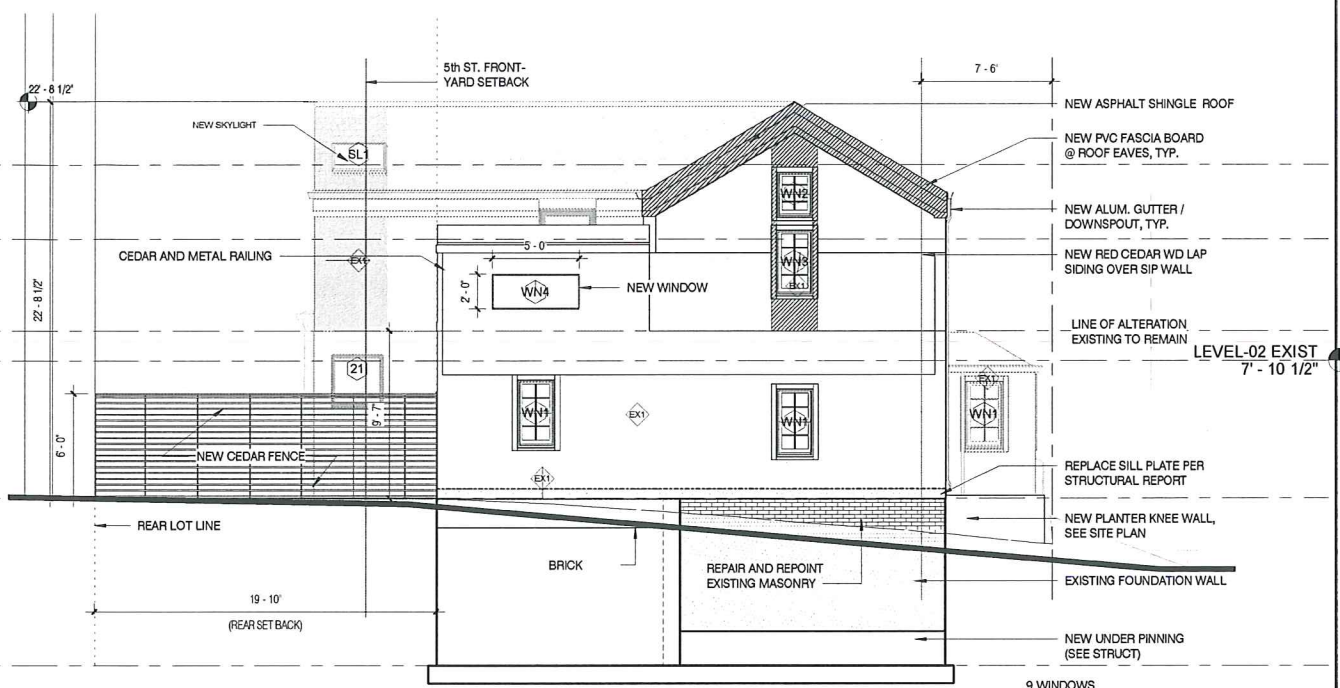 5th ST. FRONT-
YARD SETBACK
7 - 6"
22' - 8 1/2"
NEW SKYLIGHT
SL1
NEW ASPHALT SHINGLE ROOF
NEW PVC FASCIA BOARD
@ ROOF EAVES, TYP.
WN2
NEW ALUM. GUTTER /
DOWNSPOUT, TYP.
CEDAR AND METAL RAILING
EX1
5 - 0"
WN3
EX1
NEW RED CEDAR WD LAP
SIDING OVER SIP WALL
22' - 8 1/2"
2' - 0"
WN4
NEW WINDOW
LINE OF ALTERATION
EXISTING TO REMAIN
LEVEL-02 EXIST
7' - 10 1/2"
21
9'- 7"
6' - 0"
WN1
EX1
WN1
EX1
WN1
NEW CEDAR FENCE
EX1
REPLACE SILL PLATE PER
STRUCTURAL REPORT
REAR LOT LINE
NEW PLANTER KNEE WALL,
SEE SITE PLAN
BRICK
REPAIR AND REPOINT
EXISTING MASONRY
EXISTING FOUNDATION WALL
19 - 10"
(REAR SET BACK)
NEW UNDER PINNING
(SEE STRUCT)
9 WINDOWS